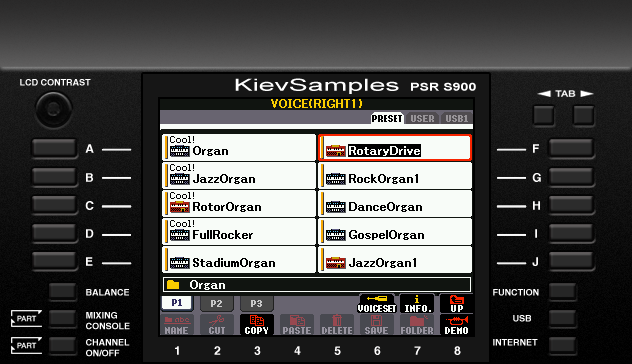 LCD CONTRAST
KievSamples PSR S900
◄ TAB ►
VOICE(RIGHT1)
PRESET USER USB1
A
Cool!
Organ
RotaryDrive
F
B
Cool!
JazzOrgan
RockOrgan1
G
C
Cool!
RotorOrgan
DanceOrgan
H
D
Cool!
FullRocker
GospelOrgan
I
E
StadiumOrgan
JazzOrgan1
J
Organ
BALANCE
P1 P2 P3
VOICESET INFO. UP
FUNCTION
PART
MIXING
CONSOLE
NAME CUT COPY PASTE DELETE SAVE FOLDER DEMO
USB
PART
CHANNEL
ON/OFF
1 2 3 4 5 6 7 8
INTERNET